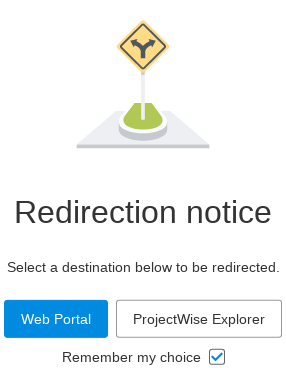 Redirection notice
Select a destination below to be redirected.
Web Portal ProjectWise Explorer
Remember my choice